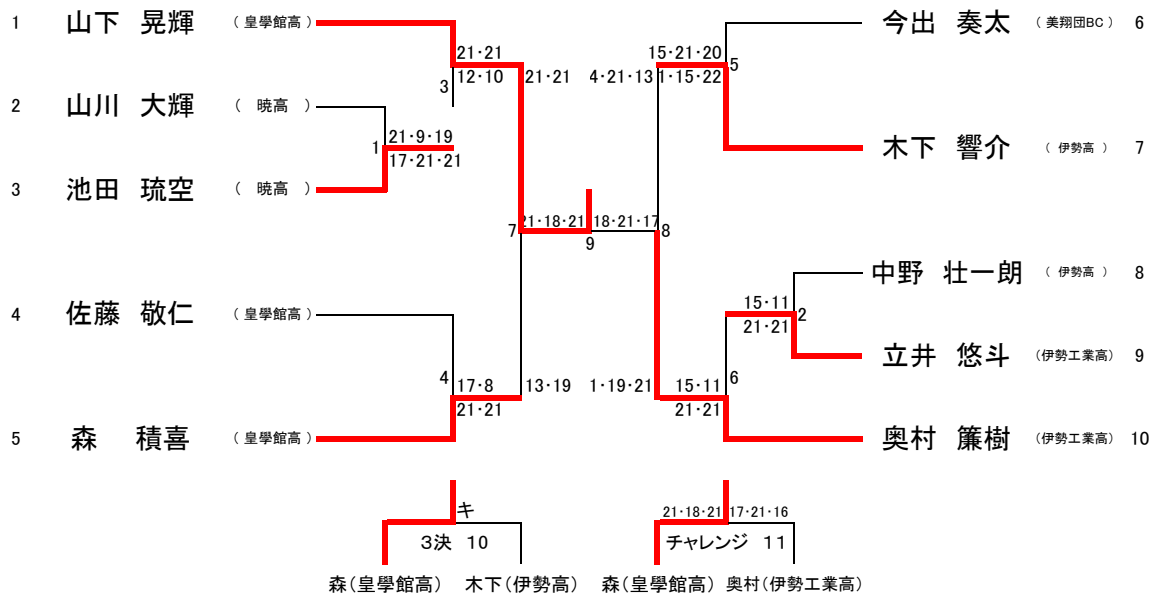 1 山下 晃輝 (皇學館高)
今出 奏太 (美翔団BC) 6
21・21
15・21・20
3
12・10
21・21
4・21・13
1・15・22
5
2 山川 大輝 (暁高)
1
21・9・19
17・21・21
木下 響介 (伊勢高) 7
3 池田 琉空 (暁高)
7
21・18・21
18・21・17
8
9
中野 壮一朗 (伊勢高) 8
4 佐藤 敬仁 (皇學館高)
15・11
2
21・21
立井 悠斗 (伊勢工業高) 9
4
17・8
13・19
1・19・21
15・11
6
21・21
21・21
5 森 積喜 (皇學館高)
奥村 簾樹 (伊勢工業高) 10
キ
21・18・21
17・21・16
3決 10
チャレンジ 11
森(皇學館高) 木下(伊勢高) 森(皇學館高) 奥村(伊勢工業高)